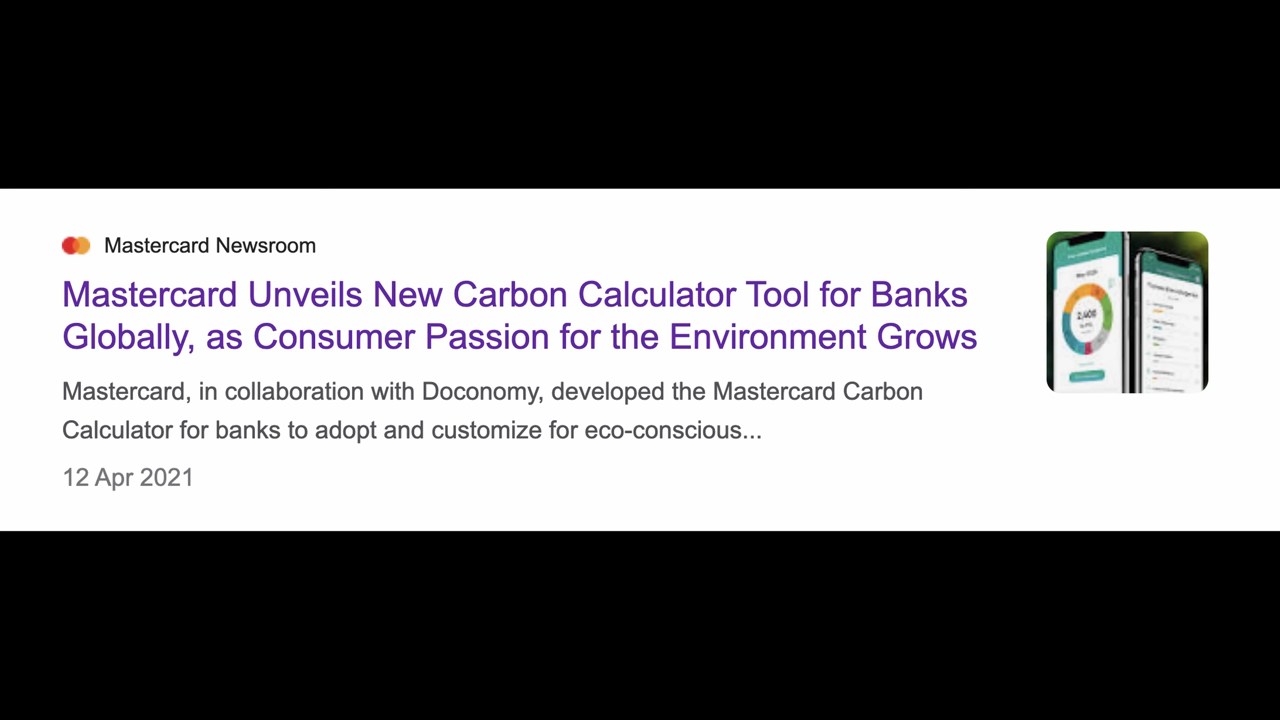 Mastercard Newsroom
Mastercard Unveils New Carbon Calculator Tool for Banks
Globally, as Consumer Passion for the Environment Grows
Mastercard, in collaboration with Doconomy, developed the Mastercard Carbon
Calculator for banks to adopt and customize for eco-conscious...
12 Apr 2021